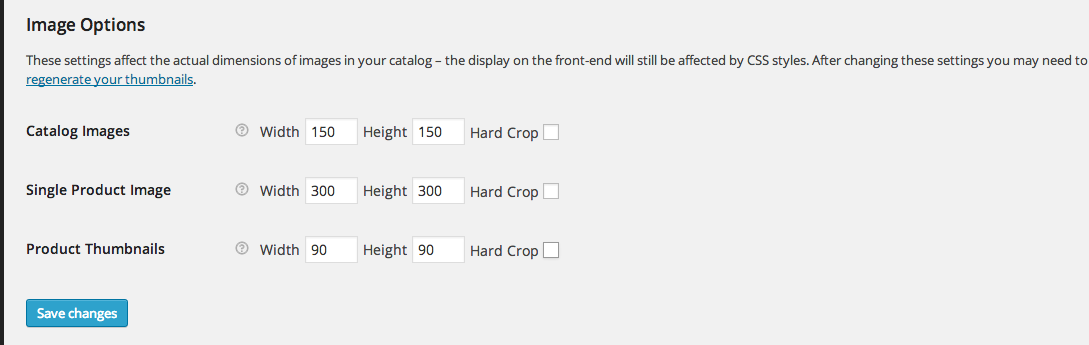 Image Options
These settings affect the actual dimensions of images in your catalog – the display on the front-end will still be affected by CSS styles. After changing these settings you may need to
regenerate your thumbnails.
Catalog Images ? Width 150 Height 150 Hard Crop
Single Product Image ? Width 300 Height 300 Hard Crop
Product Thumbnails ? Width 90 Height 90 Hard Crop
Save changes